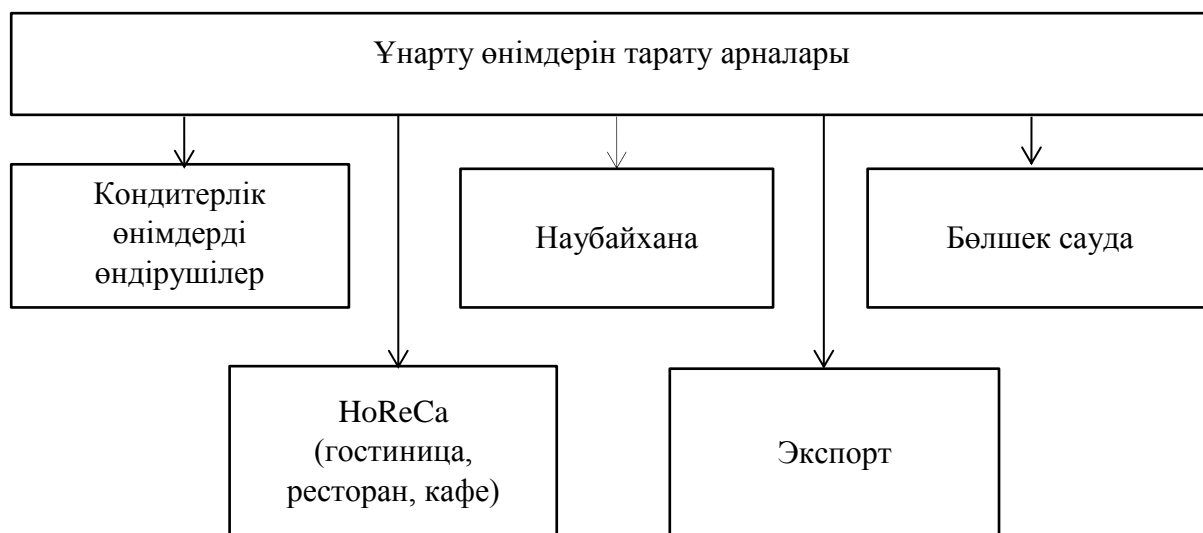 Ұнарту өнімдерін тарату арналары
Кондитерлік
өнімдерді
өндірушілер
Наубайхана
Бөлшек сауда
HoReCa
(гостиница,
ресторан, кафе)
Экспорт